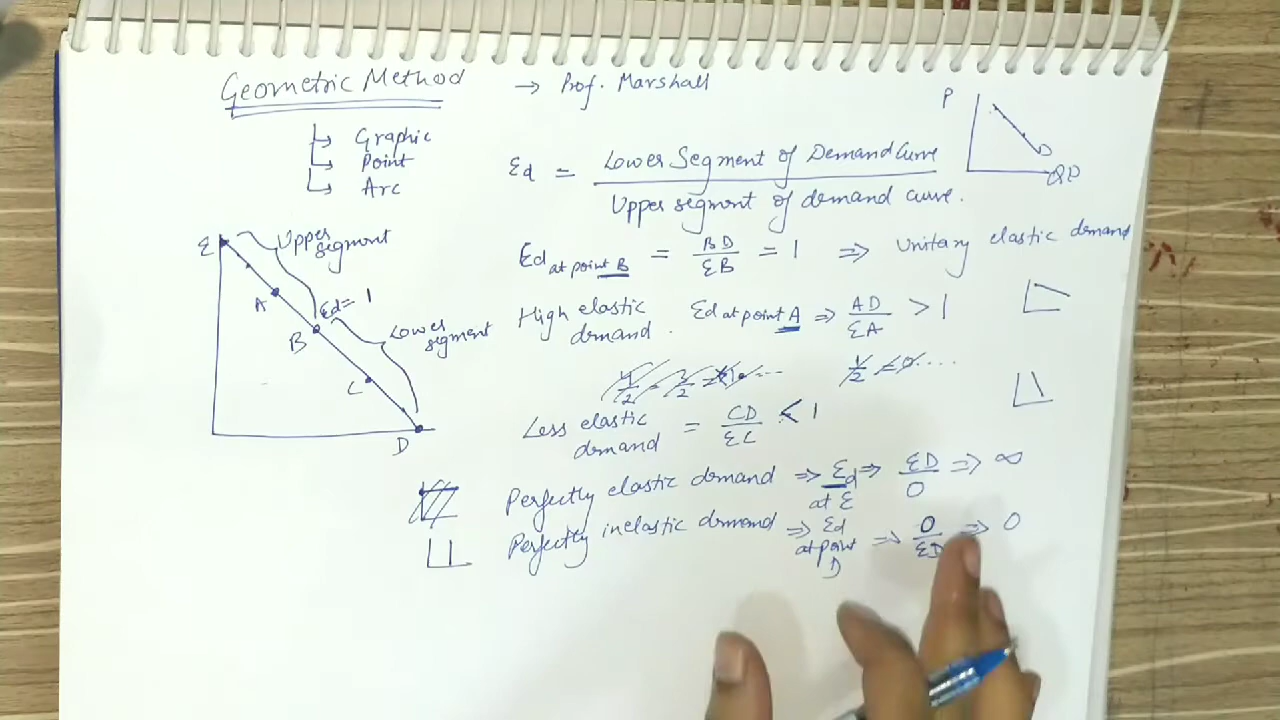 Geometric Method → Prof. Marshall
↳ Graphic
↳ Point
↳ Arc
Ed = Lower Segment of Demand Curve
Upper segment of demand curve.
P
D
QD
E
Upper segment
A
Ed = 1
B
Lower segment
C
D
Ed at point B = BD/EB = 1 ⇒ Unitary elastic demand
High elastic demand. Ed at point A ⇒ AD/EA > 1
Less elastic demand = CD/EC < 1
Perfectly elastic demand ⇒ Ed at E ⇒ ED/0 ⇒ ∞
Perfectly inelastic demand ⇒ Ed at point D ⇒ 0/ED ⇒ 0